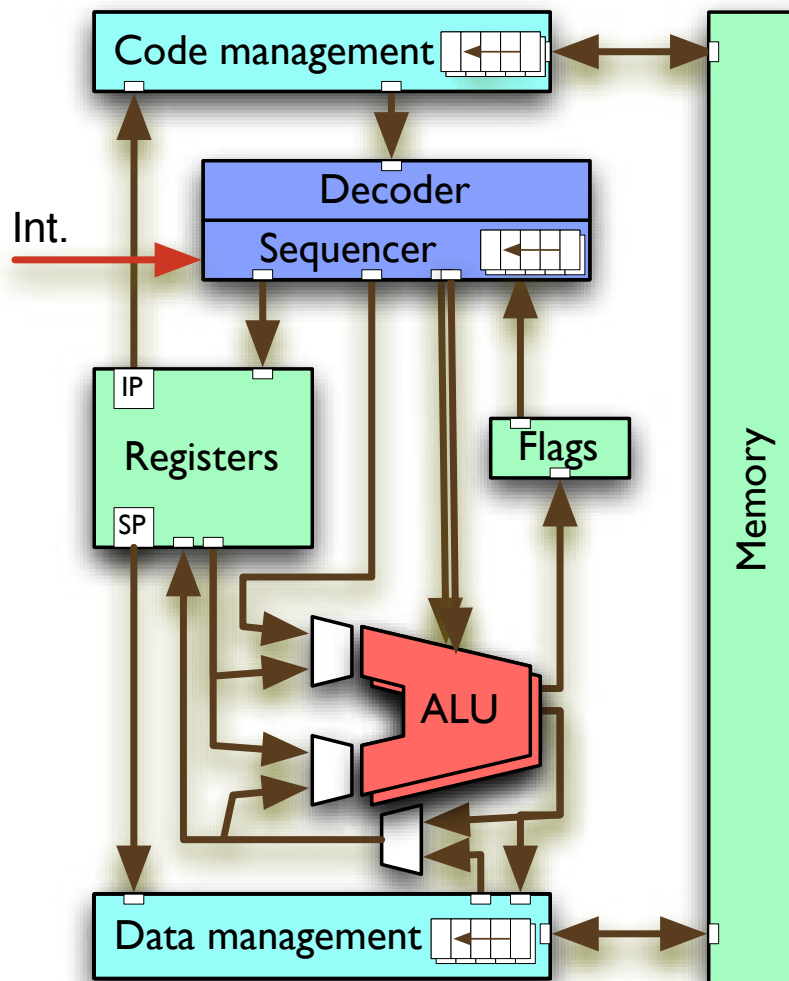 Code management
Decoder
Int.
Sequencer
IP
Registers
Flags
SP
Memory
ALU
Data management